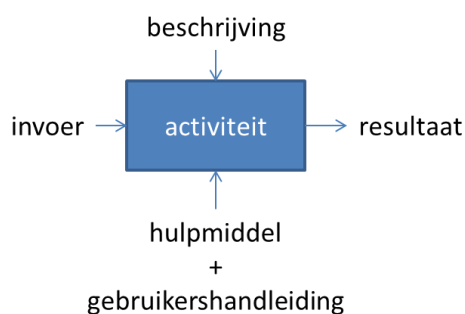 beschrijving
invoer
activiteit
resultaat
hulpmiddel
+
gebruikershandleiding